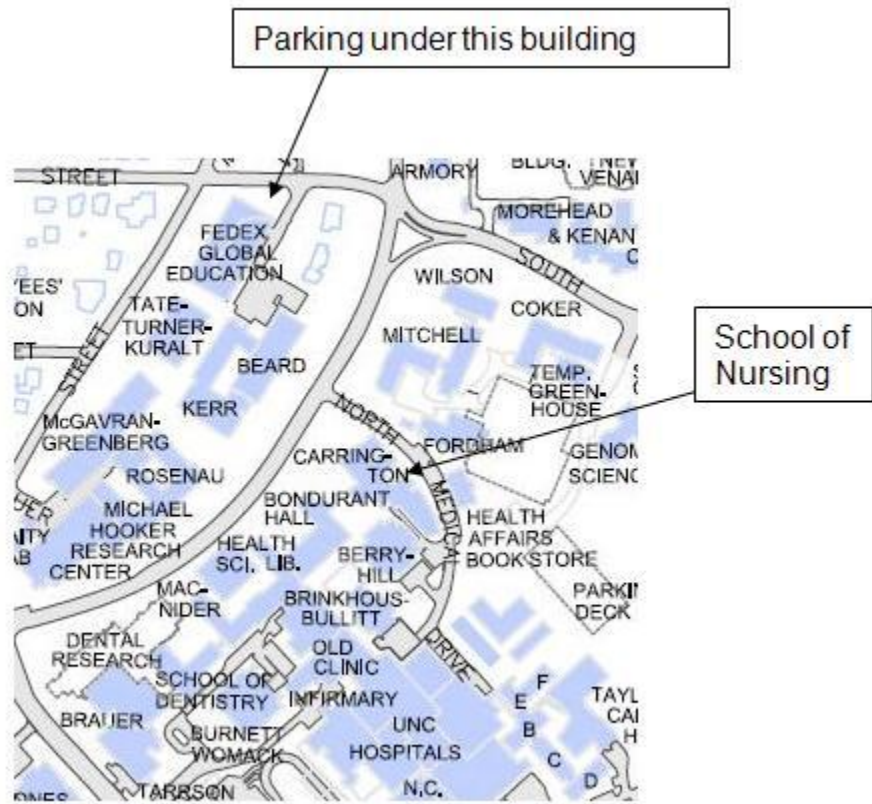 Parking under this building
STREET
ARMORY
BLDG.
MOREHEAD
& KENAN
FEDEX
GLOBAL
EDUCATION
WILSON
SOUTH
COKER
TATE-
TURNER-
KURALT
MITCHELL
School of
Nursing
STREET
BEARD
TEMP.
GREEN-
HOUSE
KERR
NORTH
McGAVRAN-
GREENBERG
CARRING-
TON
FORDHAM
ROSENAU
BONDURANT
HALL
MEDICAL
MICHAEL
HOOKER
RESEARCH
CENTER
HEALTH
SCI. LIB.
HEALTH
AFFAIRS
BOOK STORE
BERRY-
HILL
MAC-
NIDER
BRINKHOUS-
BULLITT
DECK
DENTAL
RESEARCH
OLD
CLINIC
DRIVE
SCHOOL OF
DENTISTRY
INFIRMARY
F
E
BRAUER
BURNETT
WOMACK
UNC
HOSPITALS
B
C
D
TARRSON
N.C.